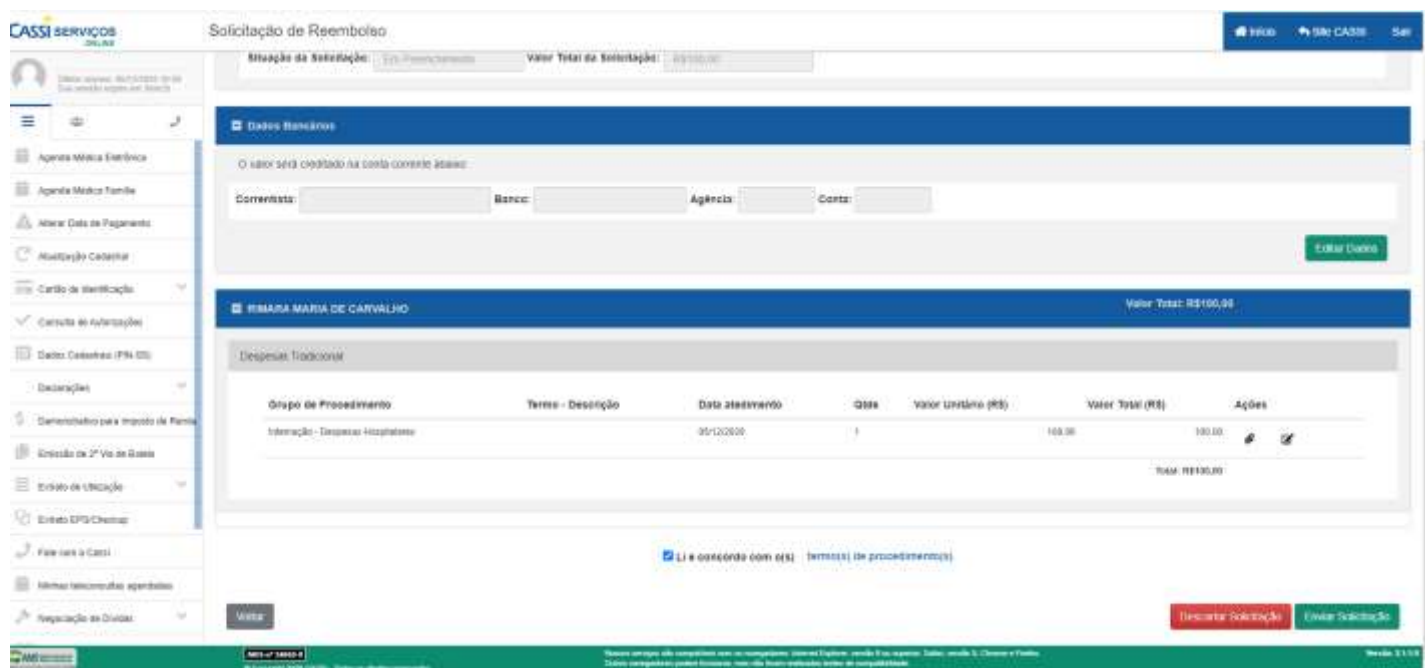 CASSI SERVIÇOS
ONLINE
Solicitação de Reembolso
Início
Site CASSI
Sair
Situação da Solicitação: Em Preenchimento
Valor Total da Solicitação: R$100,00
Agenda Médica Eletrônica
Agenda Médica Família
Alterar Data de Pagamento
Atualização Cadastral
Cartão de Identificação
Consulta de Autorizações
Dados Cadastrais
Declarações
Demonstrativo para Imposto de Renda
Emissão de 2ª Via de Boleto
Extrato de Utilização
Extrato
Fale com a Cassi
Minhas teleconsultas agendadas
Negociação de Dívidas
Dados Bancários
O valor será creditado na conta corrente abaixo:
Correntista:
Banco:
Agência:
Conta:
Editar Dados
RIMARA MARIA DE CARVALHO
Valor Total: R$100,00
Despesas Tradicional
Grupo de Procedimento
Termo - Descrição
Data atedimento
Qtde
Valor Unitário (R$)
Valor Total (R$)
Ações
Internação - Despesas Hospitalares
05/12/2020
1
100,00
100,00
Total: R$100,00
Li e concordo com o(s) termo(s) de procedimento(s)
Voltar
Descartar Solicitação
Enviar Solicitação